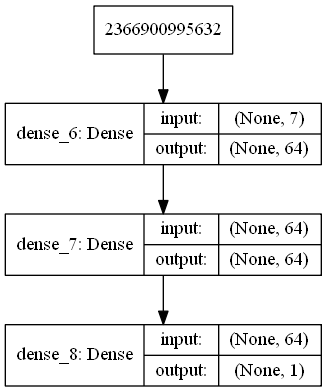 2366900995632
dense_6: Dense
input: (None, 7)
output: (None, 64)
dense_7: Dense
input: (None, 64)
output: (None, 64)
dense_8: Dense
input: (None, 64)
output: (None, 1)